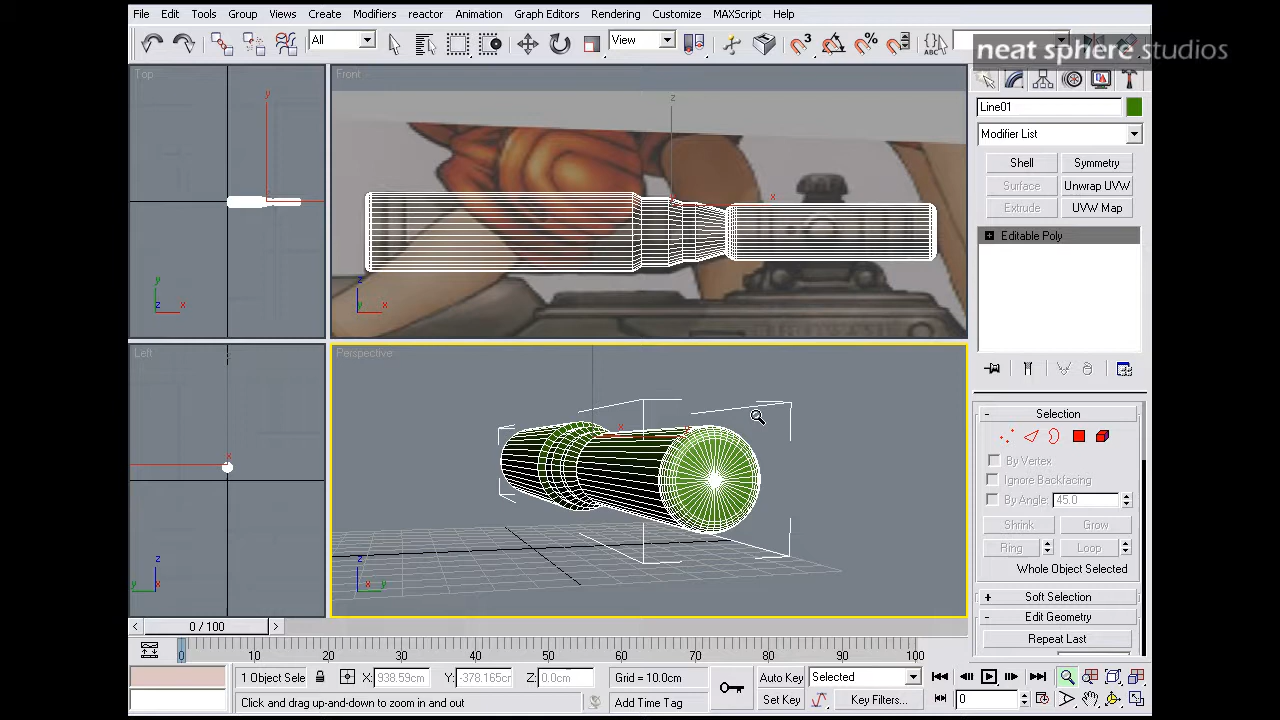 File Edit Tools Group Views Create Modifiers reactor Animation Graph Editors Rendering Customize MAXScript Help
All View
neat sphere studios
Top y Front z
Line01
Modifier List
Shell Symmetry
Surface Unwrap UVW
Extrude UVW Map
Editable Poly
Left Perspective
Selection
By Vertex
Ignore Backfacing
By Angle: 45.0
Shrink Grow
Ring Loop
Whole Object Selected
Soft Selection
Edit Geometry
Repeat Last
0 / 100
0 10 20 30 40 50 60 70 80 90 100
1 Object Sele X: Y: -378.165cm Z: 0.0cm Grid = 10.0cm Auto Key Selected
Click and drag up-and-down to zoom in and out Add Time Tag Set Key Key Filters... 0